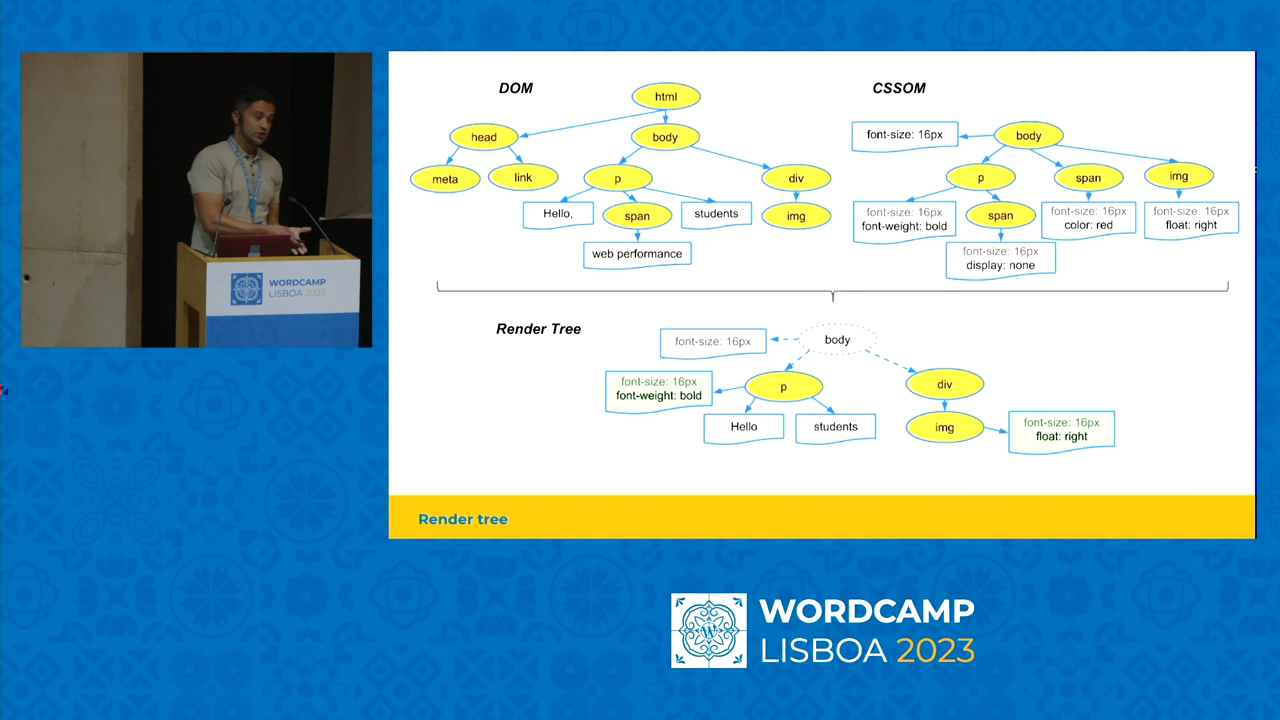 DOM
html
head
body
meta
link
p
div
Hello,
span
students
img
web performance
CSSOM
font-size: 16px
body
p
span
img
font-size: 16px
font-weight: bold
span
font-size: 16px
color: red
font-size: 16px
float: right
font-size: 16px
display: none
Render Tree
font-size: 16px
body
font-size: 16px
font-weight: bold
p
div
Hello
students
img
font-size: 16px
float: right
Render tree
WORDCAMP
LISBOA 2023
WORDCAMP
LISBOA 2023